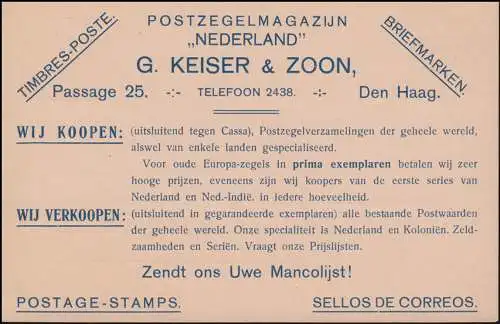 POSTZEGELMAGAZIJN
„NEDERLAND"
TIMBRES-POSTE.
BRIEFMARKEN.
G. KEISER & ZOON,
Passage 25. -:- TELEFOON 2438. -:- Den Haag.
WIJ KOOPEN: (uitsluitend tegen Cassa), Postzegelverzamelingen der geheele wereld,
alswel van enkele landen gespecialiseerd.
Voor oude Europa-zegels in prima exemplaren betalen wij zeer
hooge prijzen, eveneens zijn wij koopers van de eerste series van
Nederland en Ned.-Indië. in iedere hoeveelheid.
WIJ VERKOOPEN: (uitsluitend in gegarandeerde exemplaren) alle bestaande Postwaarden
der geheele wereld. Onze specialiteit is Nederland en Koloniën. Zeld-
zaamheden en Seriën. Vraagt onze Prijslijsten.
Zendt ons Uwe Mancolijst!
POSTAGE-STAMPS. SELLOS DE CORREOS.